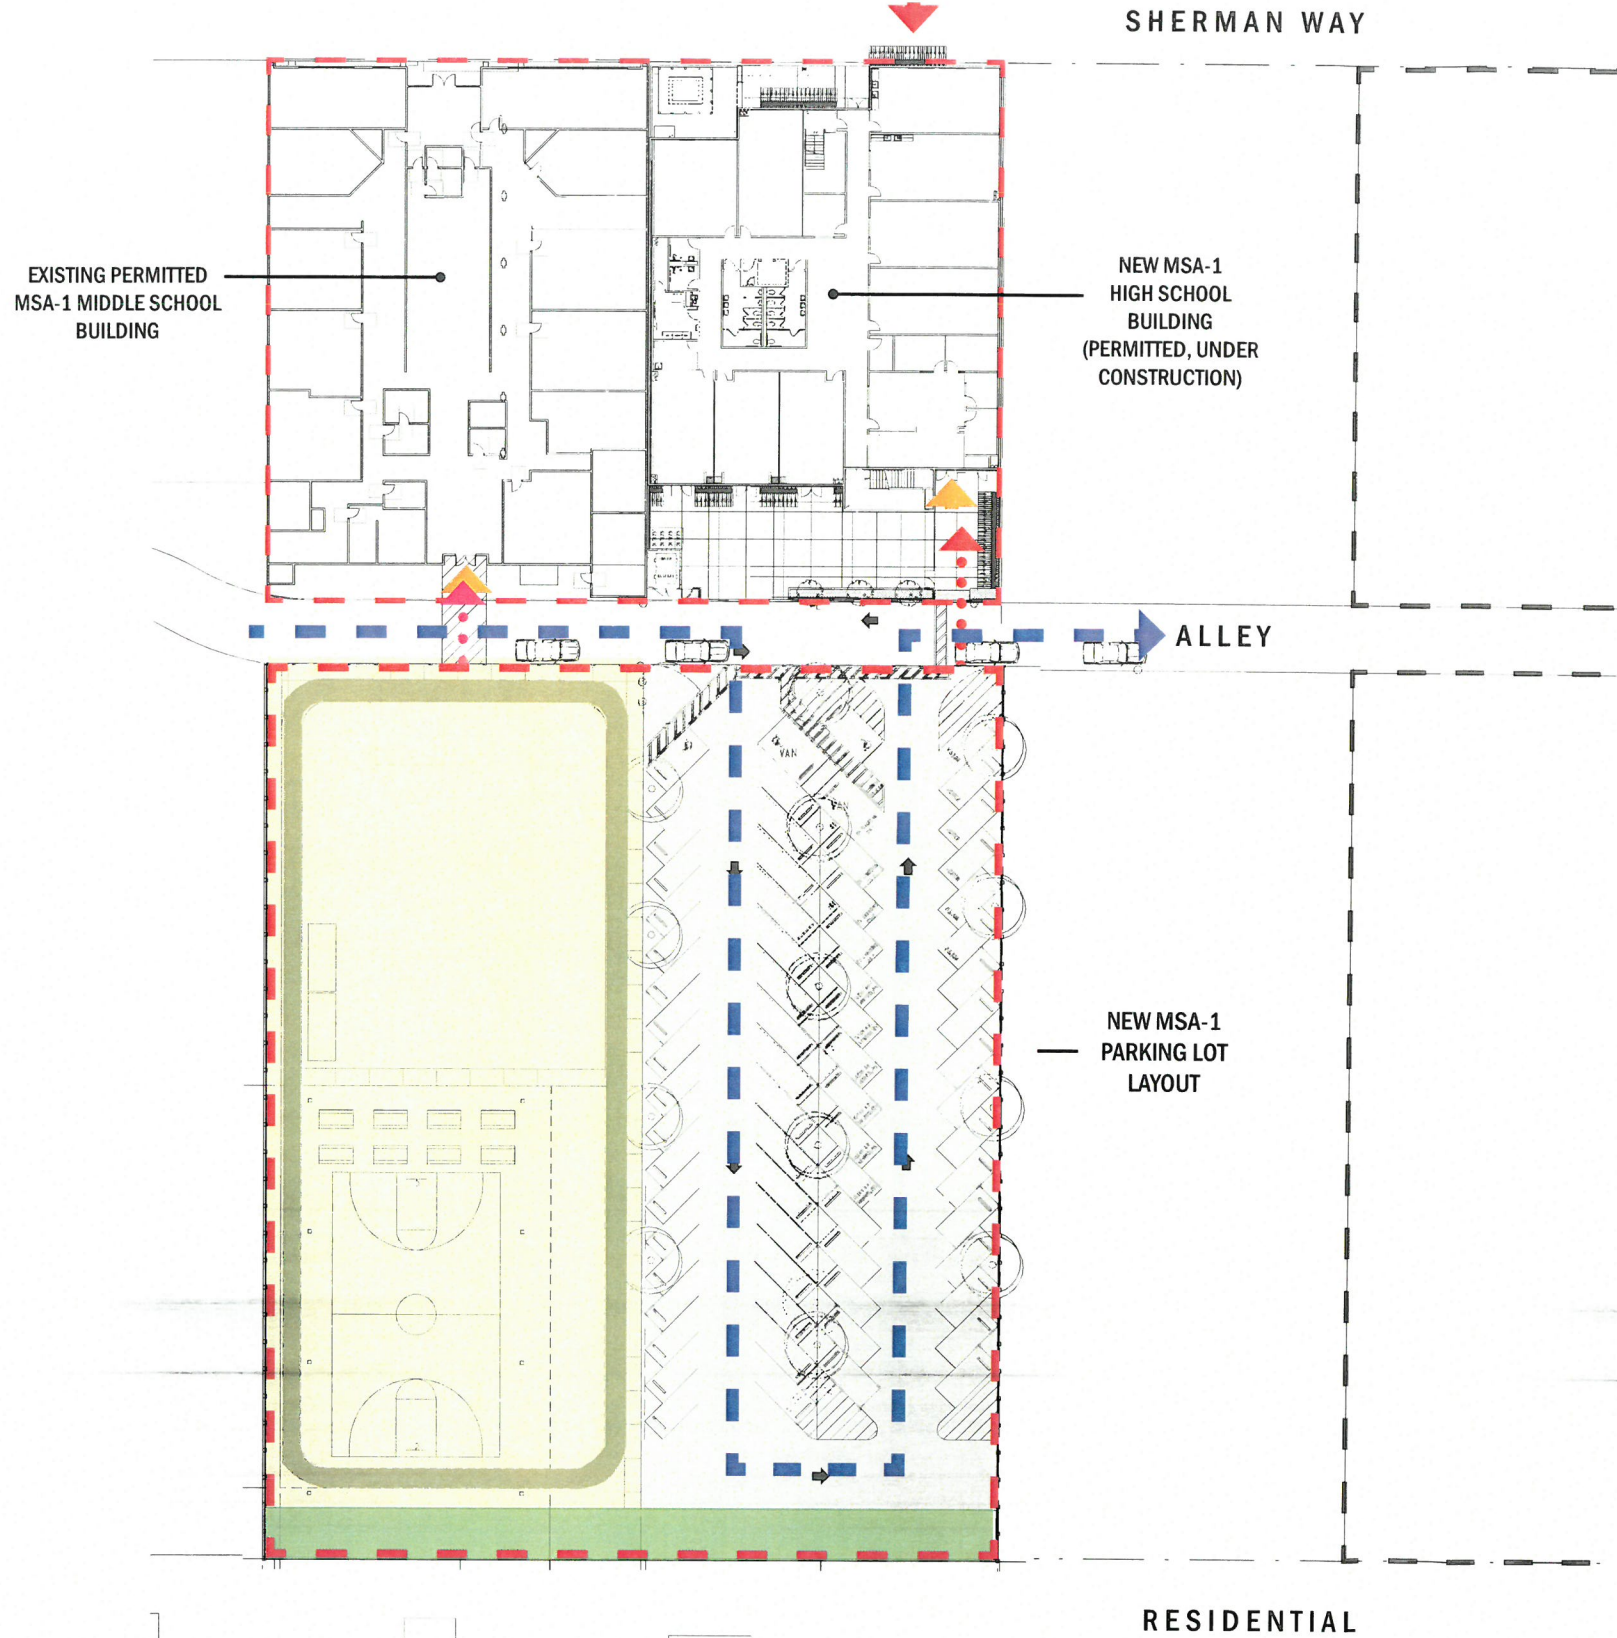 SHERMAN WAY
EXISTING PERMITTED
MSA-1 MIDDLE SCHOOL
BUILDING
NEW MSA-1
HIGH SCHOOL
BUILDING
(PERMITTED, UNDER
CONSTRUCTION)
ALLEY
VAN
NEW MSA-1
PARKING LOT
LAYOUT
RESIDENTIAL